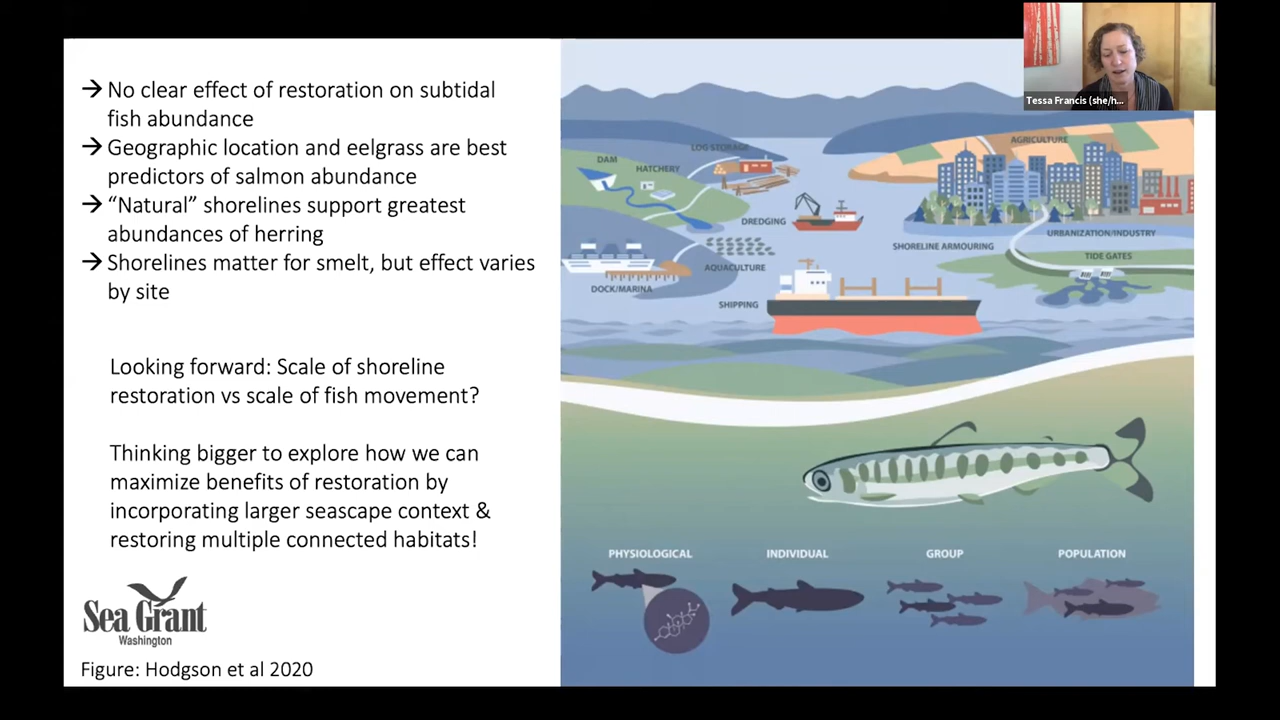 → No clear effect of restoration on subtidal
fish abundance
→ Geographic location and eelgrass are best
predictors of salmon abundance
→ “Natural” shorelines support greatest
abundances of herring
→ Shorelines matter for smelt, but effect varies
by site
Looking forward: Scale of shoreline
restoration vs scale of fish movement?
Thinking bigger to explore how we can
maximize benefits of restoration by
incorporating larger seascape context &
restoring multiple connected habitats!
Sea Grant
Washington
Figure: Hodgson et al 2020
Tessa Francis (she/h...
AGRICULTURE
LOG STORAGE
DAM
HATCHERY
DREDGING
URBANIZATION/INDUSTRY
SHORELINE ARMOURING
TIDE GATES
AQUACULTURE
DOCK/MARINA
SHIPPING
PHYSIOLOGICAL
INDIVIDUAL
GROUP
POPULATION